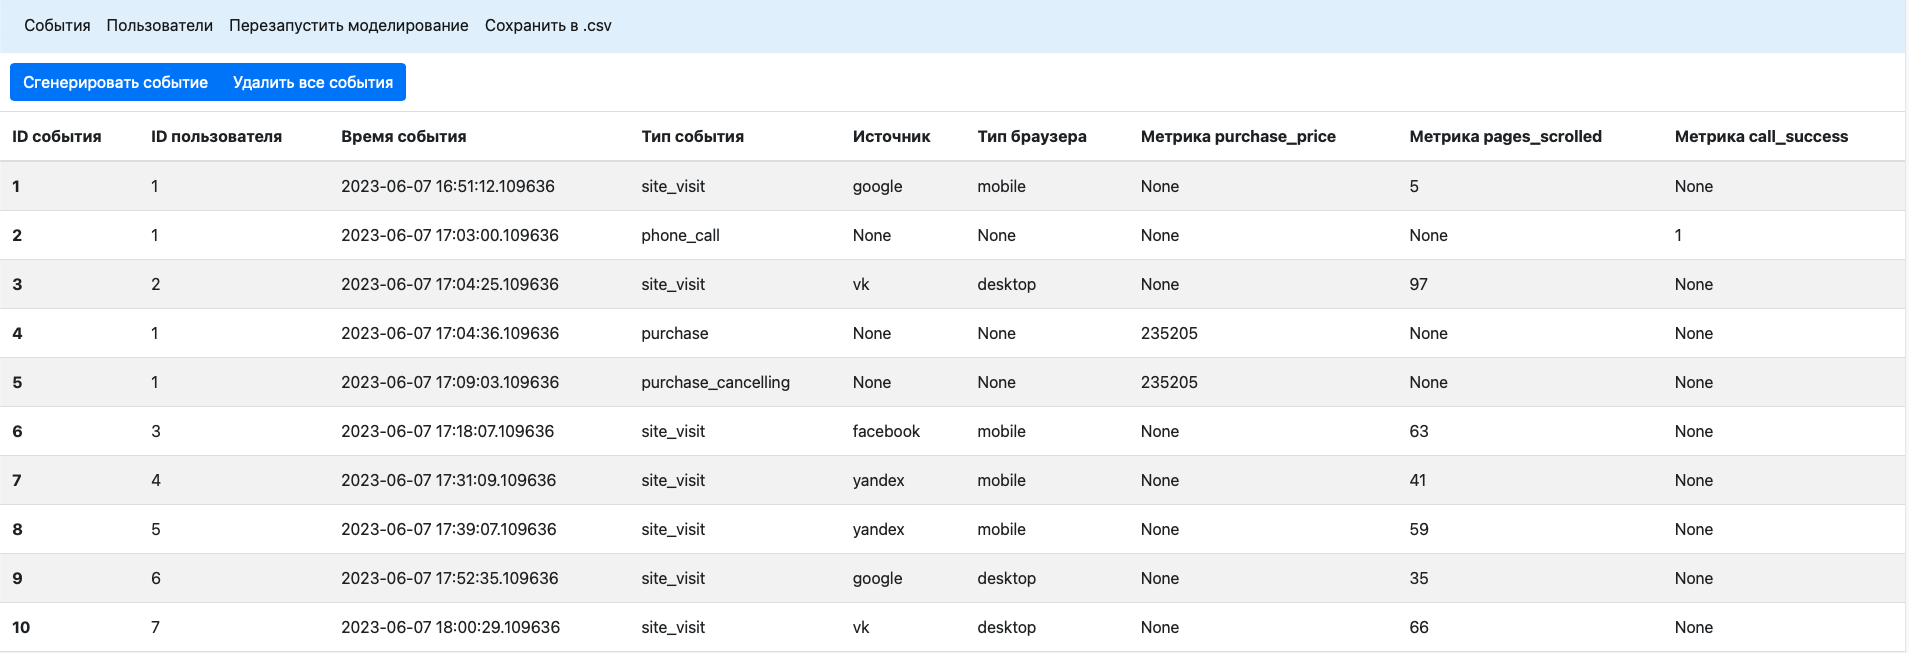 События Пользователи Перезапустить моделирование Сохранить в .csv
Сгенерировать событие Удалить все события
ID события ID пользователя Время события Тип события Источник Тип браузера Метрика purchase_price Метрика pages_scrolled Метрика call_success
1 1 2023-06-07 16:51:12.109636 site_visit google mobile None 5 None
2 1 2023-06-07 17:03:00.109636 phone_call None None None None 1
3 2 2023-06-07 17:04:25.109636 site_visit vk desktop None 97 None
4 1 2023-06-07 17:04:36.109636 purchase None None 235205 None None
5 1 2023-06-07 17:09:03.109636 purchase_cancelling None None 235205 None None
6 3 2023-06-07 17:18:07.109636 site_visit facebook mobile None 63 None
7 4 2023-06-07 17:31:09.109636 site_visit yandex mobile None 41 None
8 5 2023-06-07 17:39:07.109636 site_visit yandex mobile None 59 None
9 6 2023-06-07 17:52:35.109636 site_visit google desktop None 35 None
10 7 2023-06-07 18:00:29.109636 site_visit vk desktop None 66 None